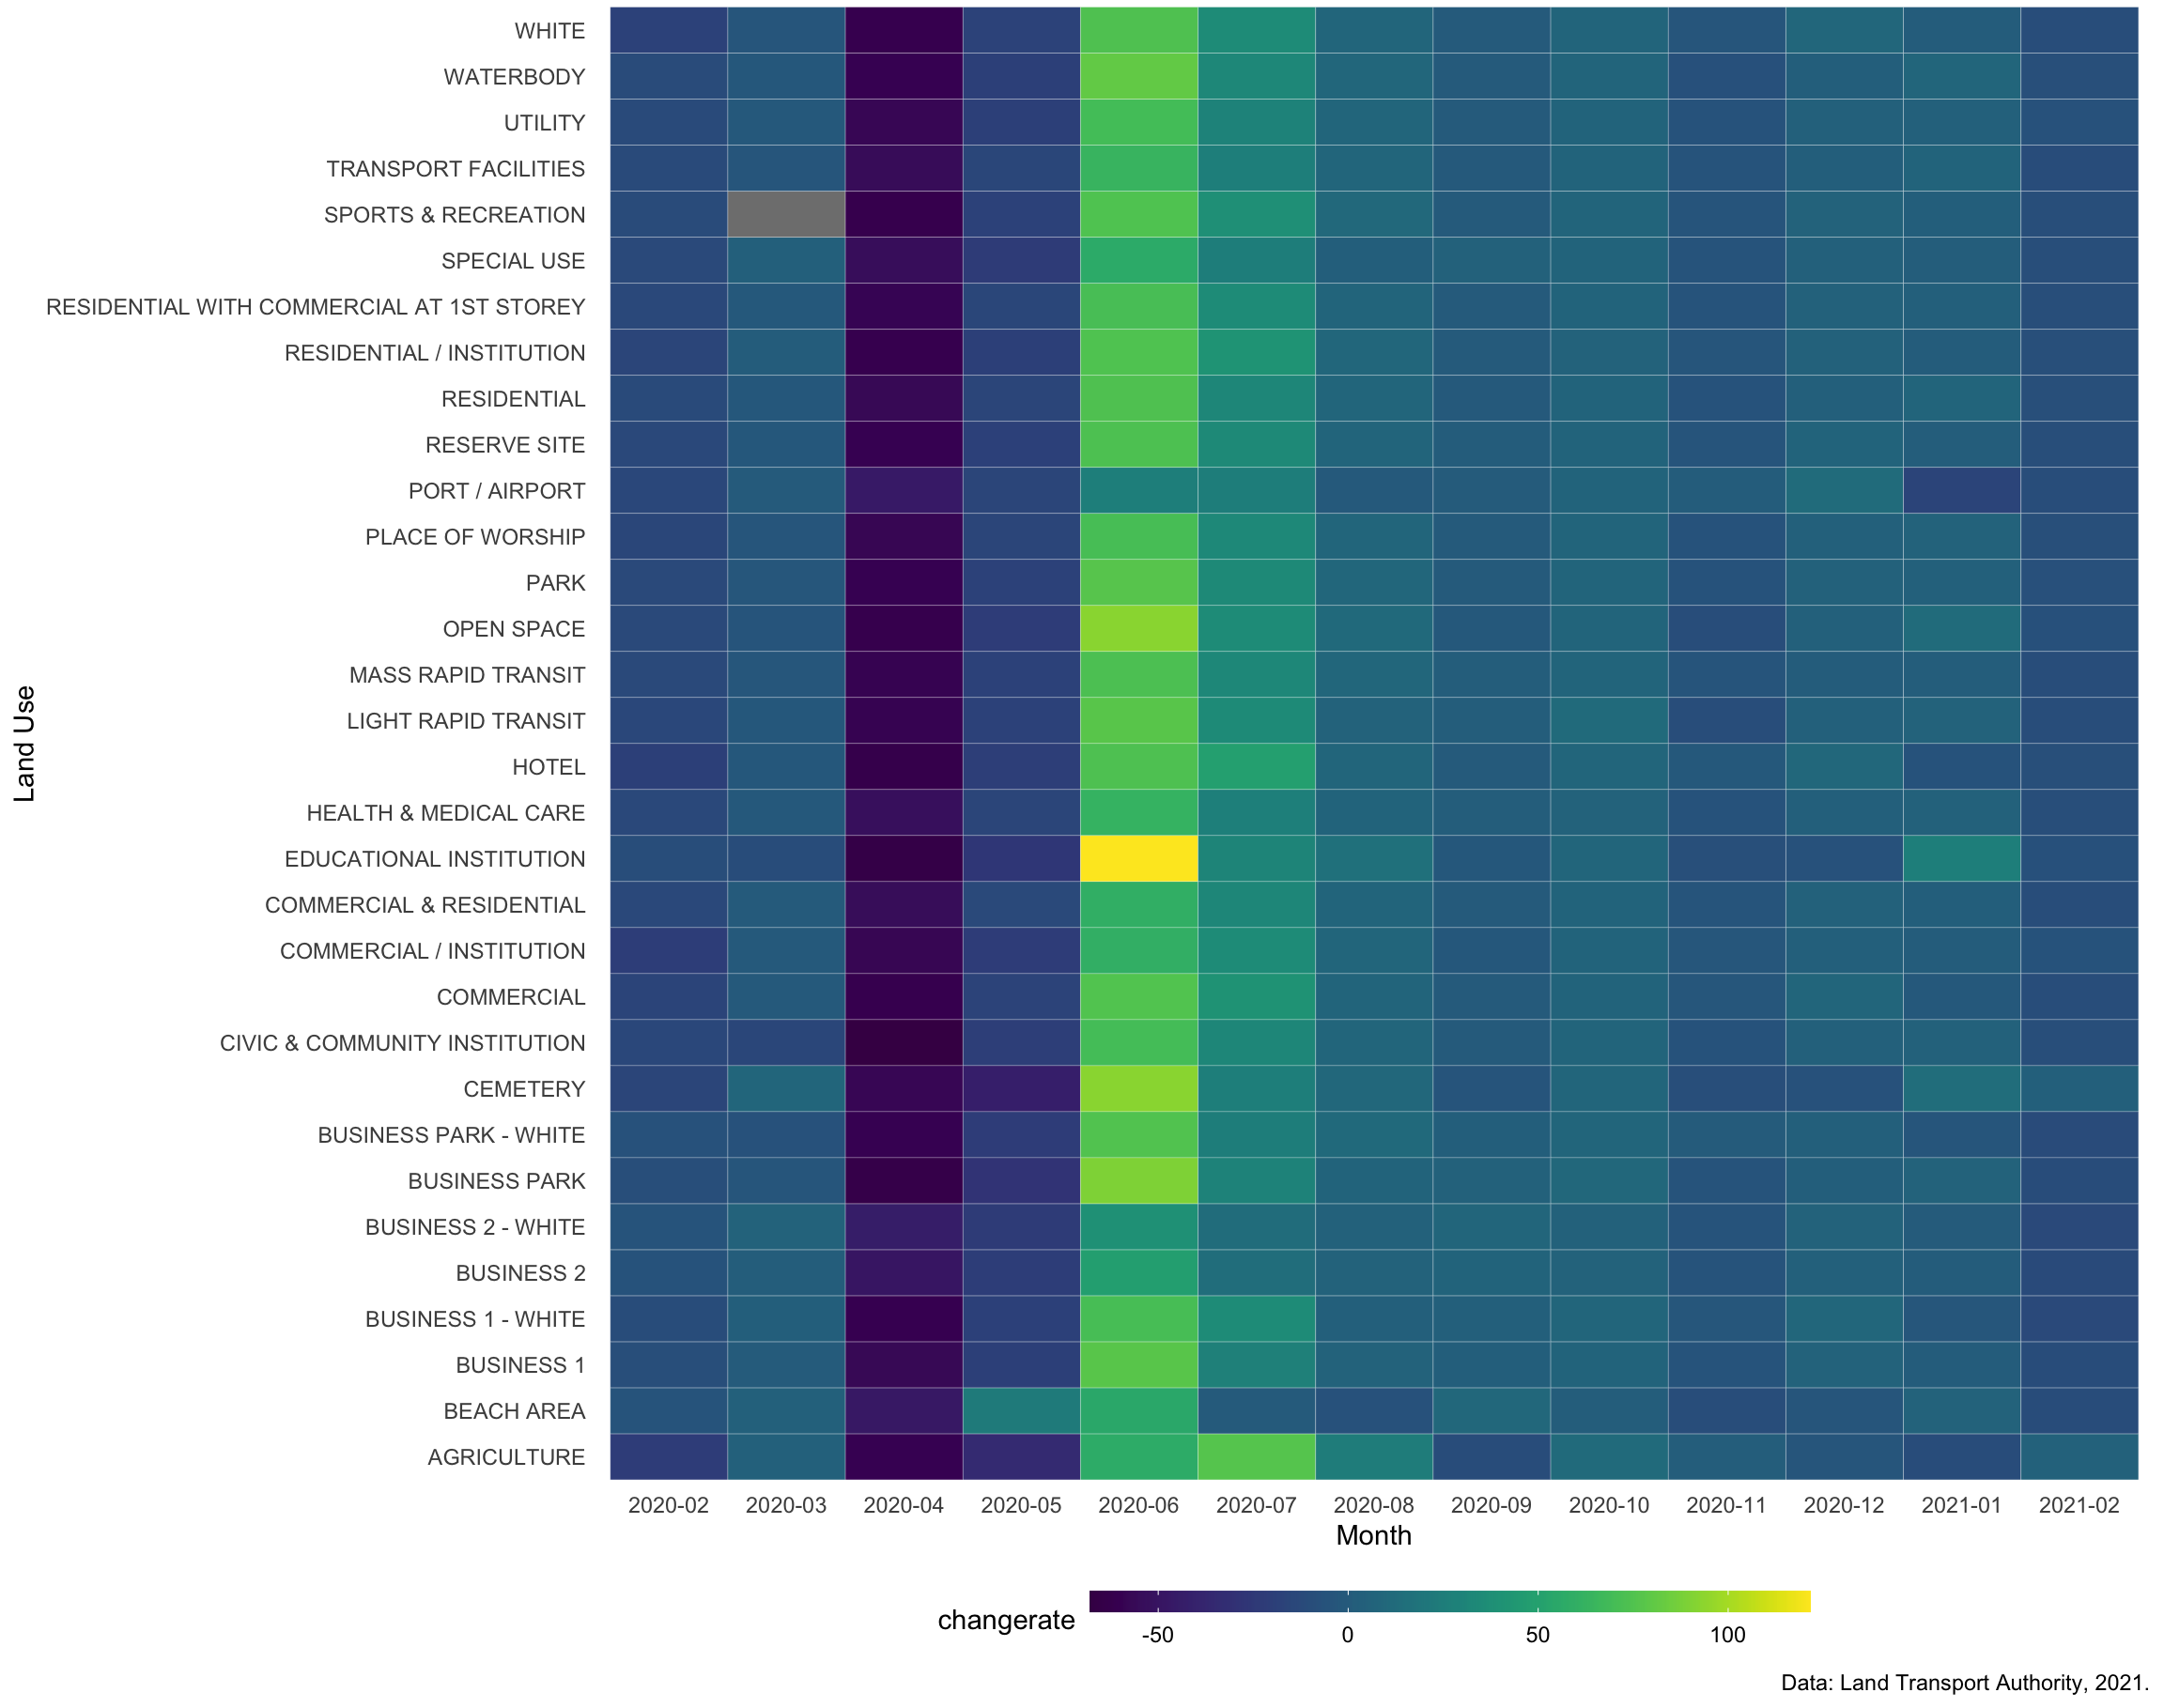 WHITE
WATERBODY
UTILITY
TRANSPORT FACILITIES
SPORTS & RECREATION
SPECIAL USE
RESIDENTIAL WITH COMMERCIAL AT 1ST STOREY
RESIDENTIAL / INSTITUTION
RESIDENTIAL
RESERVE SITE
PORT / AIRPORT
PLACE OF WORSHIP
PARK
OPEN SPACE
MASS RAPID TRANSIT
LIGHT RAPID TRANSIT
HOTEL
HEALTH & MEDICAL CARE
EDUCATIONAL INSTITUTION
COMMERCIAL & RESIDENTIAL
COMMERCIAL / INSTITUTION
COMMERCIAL
CIVIC & COMMUNITY INSTITUTION
CEMETERY
BUSINESS PARK - WHITE
BUSINESS PARK
BUSINESS 2 - WHITE
BUSINESS 2
BUSINESS 1 - WHITE
BUSINESS 1
BEACH AREA
AGRICULTURE
Land Use
2020-02 2020-03 2020-04 2020-05 2020-06 2020-07 2020-08 2020-09 2020-10 2020-11 2020-12 2021-01 2021-02
Month
changerate
-50 0 50 100
Data: Land Transport Authority, 2021.